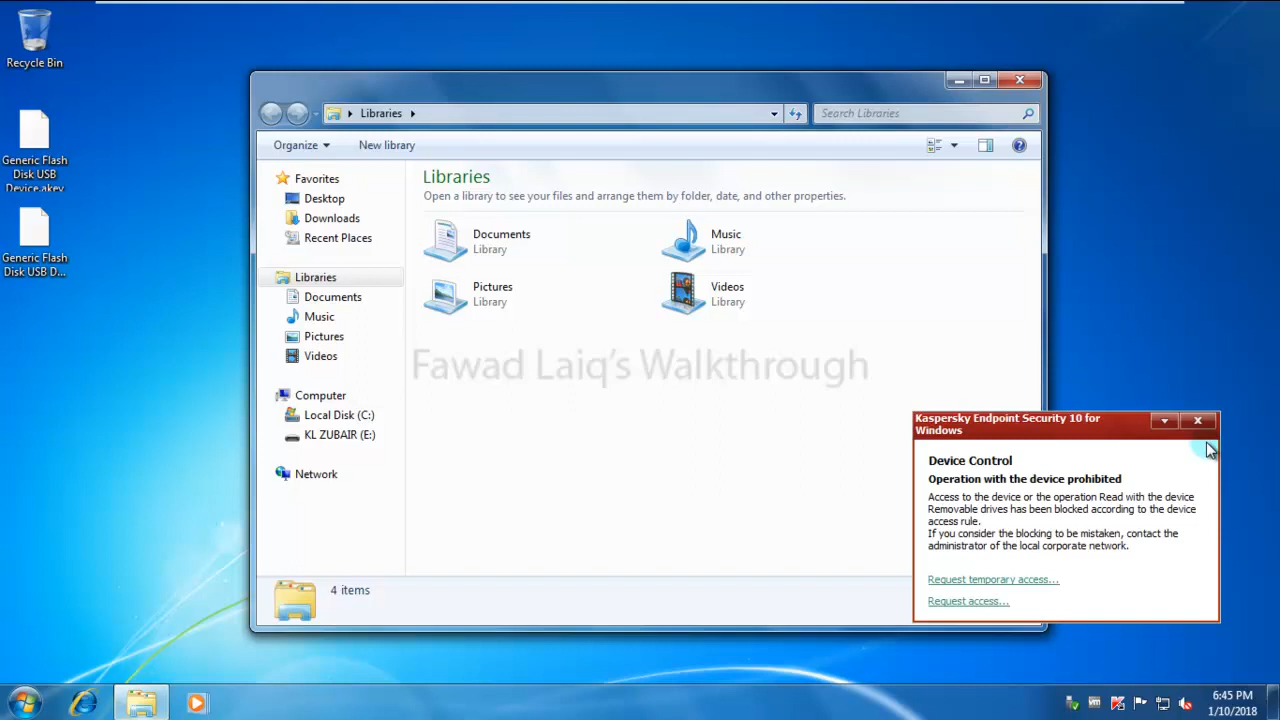 Recycle Bin
Generic Flash
Disk USB
Device.akey
Generic Flash
Disk USB D...
Libraries
Search Libraries
Organize
New library
Favorites
Desktop
Downloads
Recent Places
Libraries
Documents
Music
Pictures
Videos
Computer
Local Disk (C:)
KL ZUBAIR (E:)
Network
Libraries
Open a library to see your files and arrange them by folder, date, and other properties.
Documents
Library
Music
Library
Pictures
Library
Videos
Library
Fawad Laiq's Walkthrough
4 items
Kaspersky Endpoint Security 10 for
Windows
Device Control
Operation with the device prohibited
Access to the device or the operation Read with the device
Removable drives has been blocked according to the device
access rule.
If you consider the blocking to be mistaken, contact the
administrator of the local corporate network.
Request temporary access...
Request access...
6:45 PM
1/10/2018